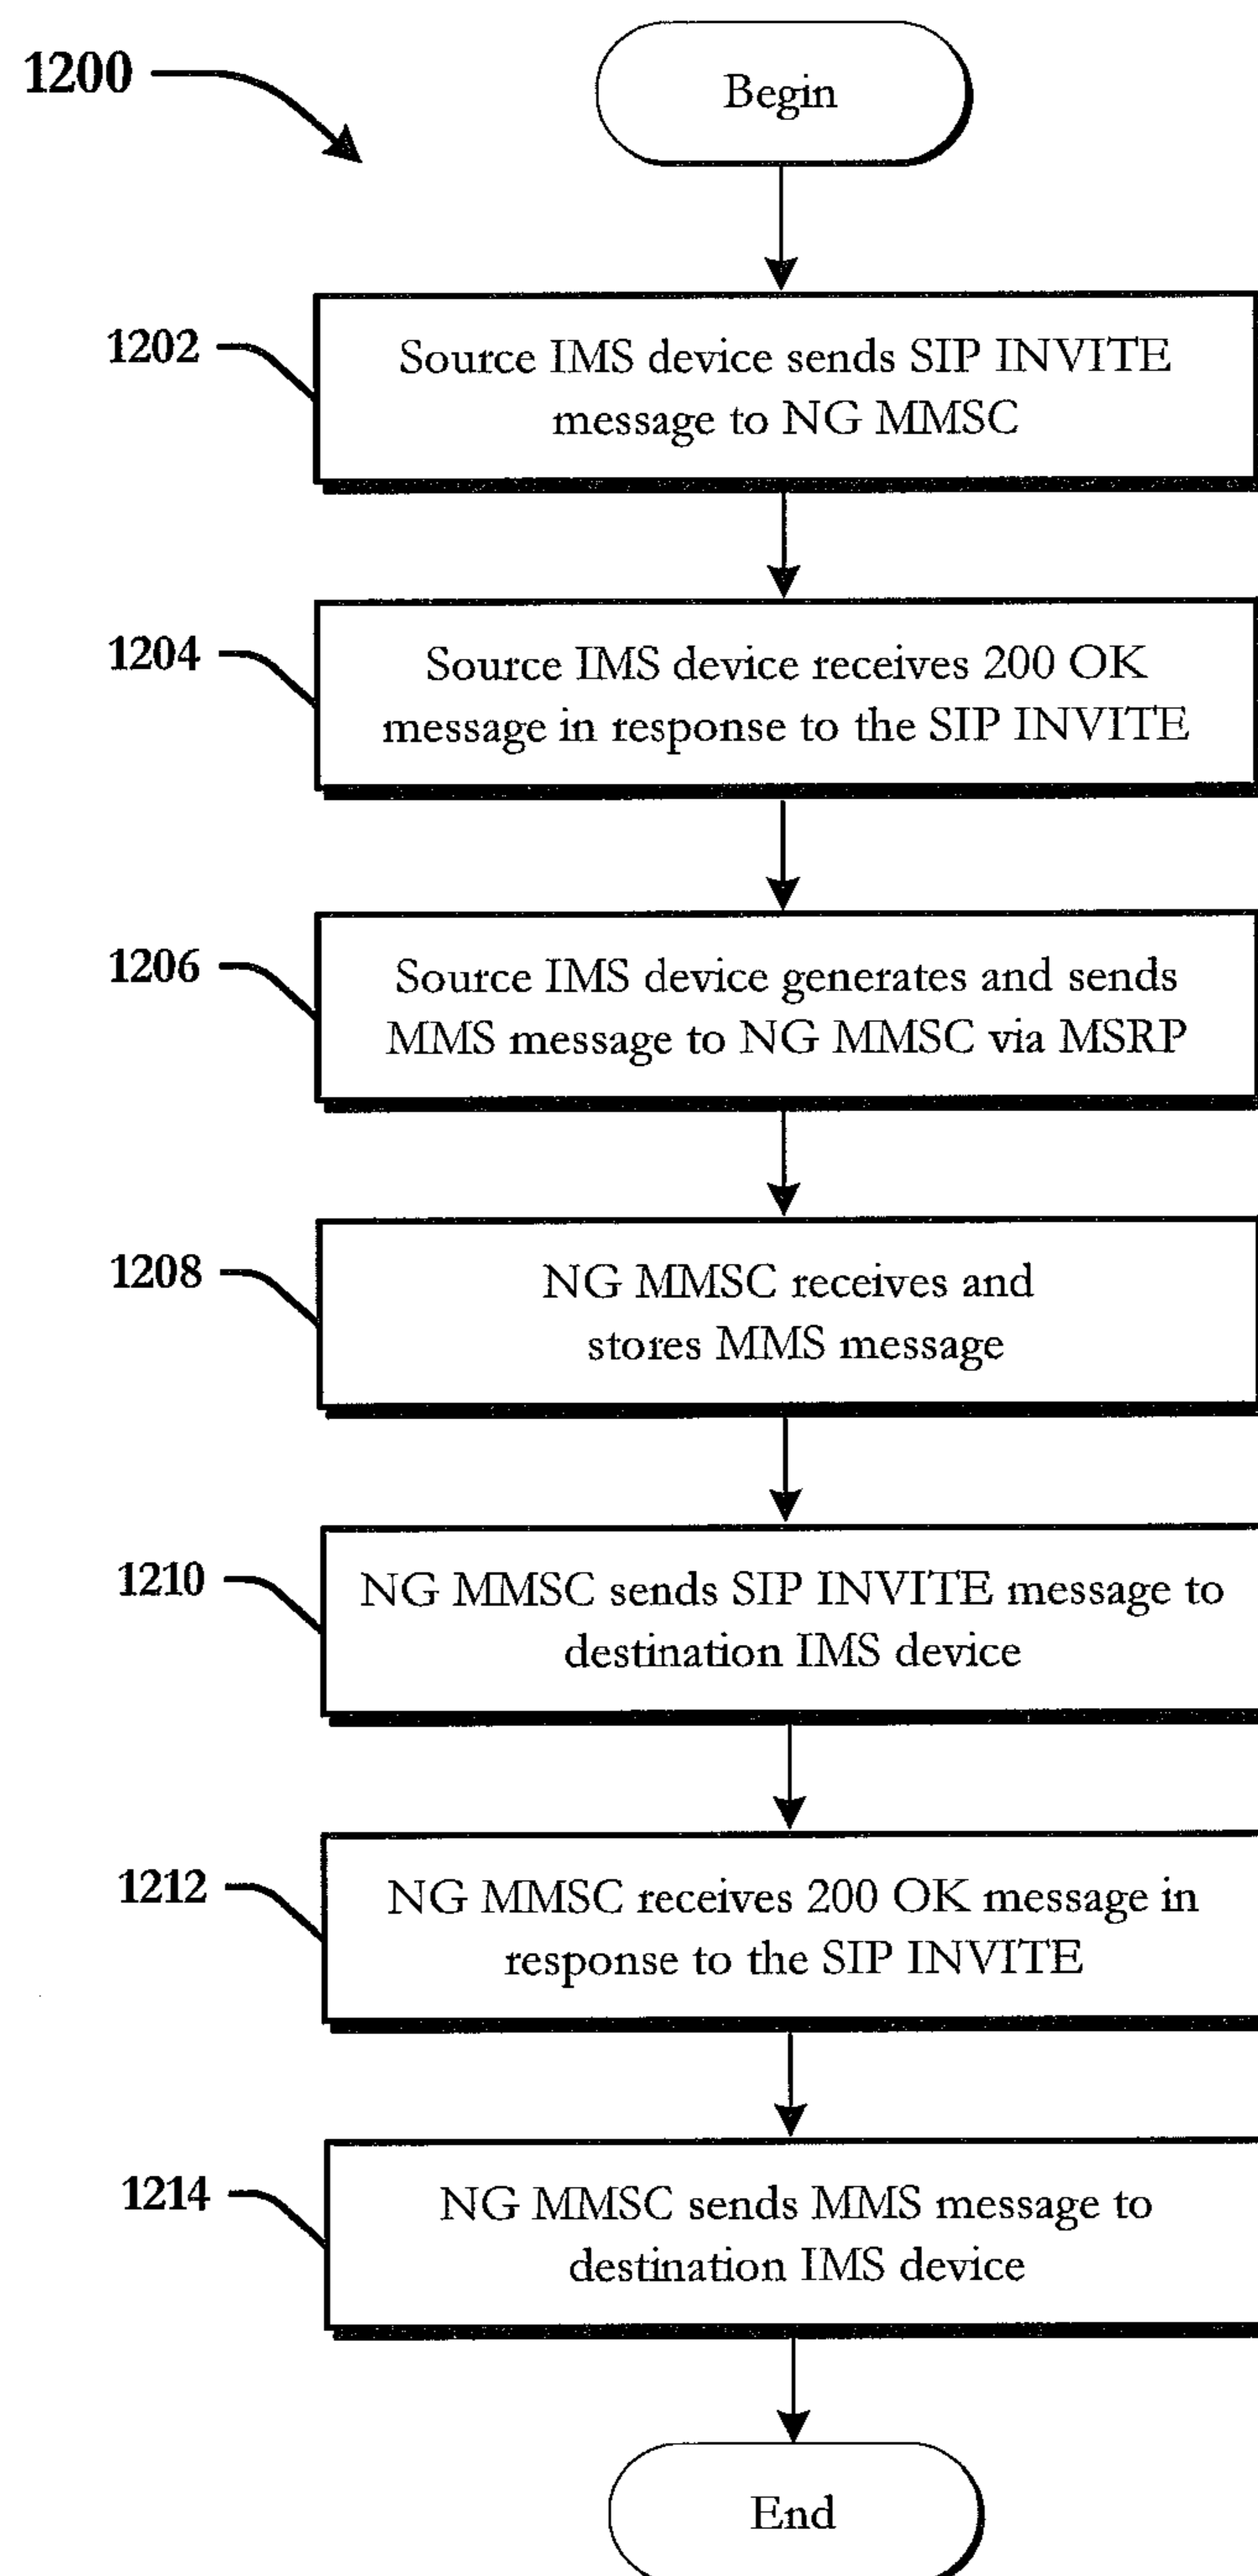 1200
Begin
1202
Source IMS device sends SIP INVITE
message to NG MMSC
1204
Source IMS device receives 200 OK
message in response to the SIP INVITE
1206
Source IMS device generates and sends
MMS message to NG MMSC via MSRP
1208
NG MMSC receives and
stores MMS message
1210
NG MMSC sends SIP INVITE message to
destination IMS device
1212
NG MMSC receives 200 OK message in
response to the SIP INVITE
1214
NG MMSC sends MMS message to
destination IMS device
End